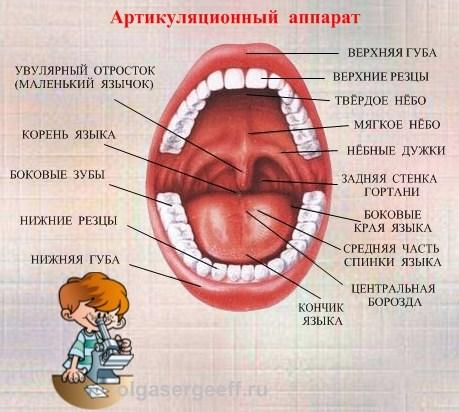 Артикуляционный аппарат
УВУЛЯРНЫЙ ОТРОСТОК
(МАЛЕНЬКИЙ ЯЗЫЧОК)
КОРЕНЬ ЯЗЫКА
БОКОВЫЕ ЗУБЫ
НИЖНИЕ РЕЗЦЫ
НИЖНЯЯ ГУБА
ВЕРХНЯЯ ГУБА
ВЕРХНИЕ РЕЗЦЫ
ТВЁРДОЕ НЁБО
МЯГКОЕ НЁБО
НЁБНЫЕ ДУЖКИ
ЗАДНЯЯ СТЕНКА
ГОРТАНИ
БОКОВЫЕ
КРАЯ ЯЗЫКА
СРЕДНЯЯ ЧАСТЬ
СПИНКИ ЯЗЫКА
ЦЕНТРАЛЬНАЯ
БОРОЗДА
КОНЧИК
ЯЗЫКА
olgasergeeff.ru